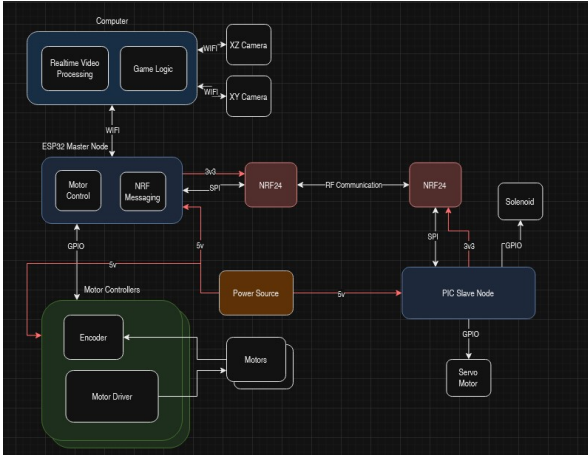 Computer
Realtime Video
Processing
Game Logic
WIFI
XZ Camera
WIFI
XY Camera
WIFI
ESP32 Master Node
Motor
Control
NRF
Messaging
3v3
SPI
NRF24
RF Communication
NRF24
Solenoid
GPIO
5v
5v
SPI
3v3
GPIO
Motor Controllers
Power Source
5v
PIC Slave Node
Encoder
Motors
GPIO
Motor Driver
Servo
Motor